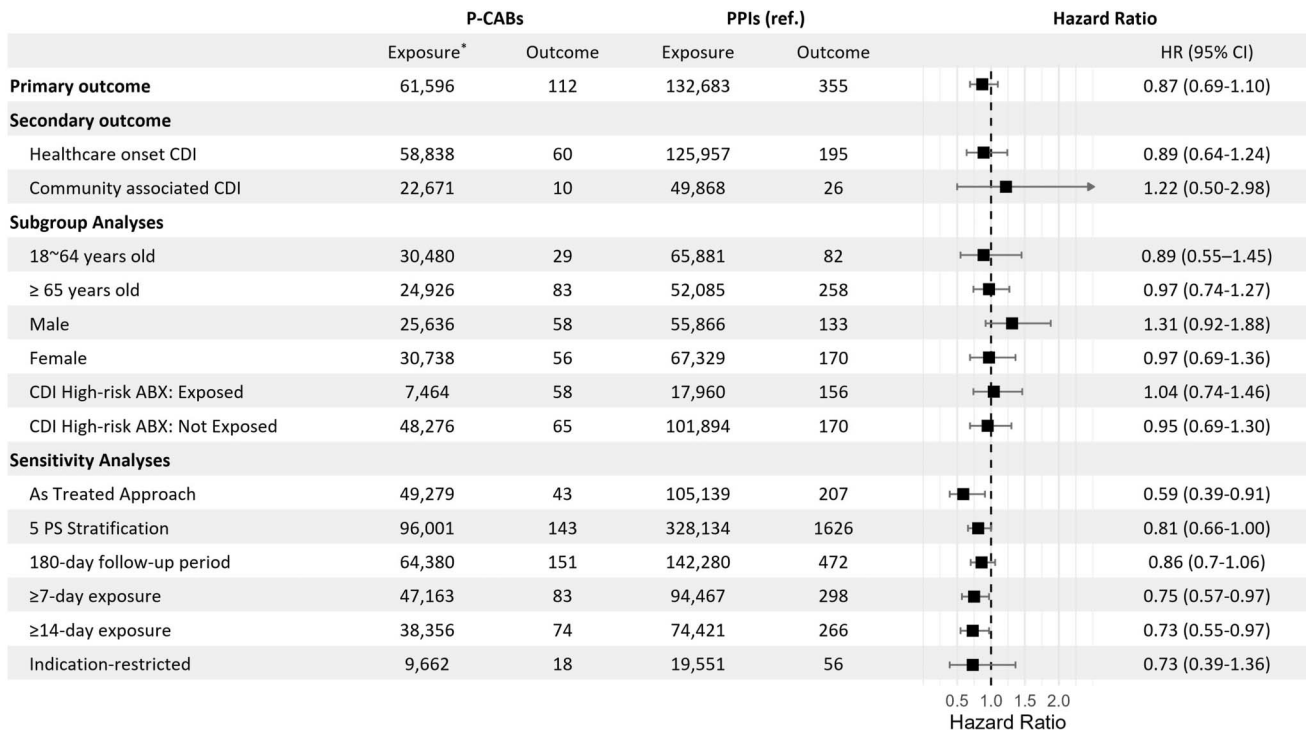 P-CABs PPIs (ref.) Hazard Ratio
Exposure* Outcome Exposure Outcome HR (95% CI)
Primary outcome 61,596 112 132,683 355 0.87 (0.69-1.10)
Secondary outcome
Healthcare onset CDI 58,838 60 125,957 195 0.89 (0.64-1.24)
Community associated CDI 22,671 10 49,868 26 1.22 (0.50-2.98)
Subgroup Analyses
18~64 years old 30,480 29 65,881 82 0.89 (0.55–1.45)
≥ 65 years old 24,926 83 52,085 258 0.97 (0.74-1.27)
Male 25,636 58 55,866 133 1.31 (0.92-1.88)
Female 30,738 56 67,329 170 0.97 (0.69-1.36)
CDI High-risk ABX: Exposed 7,464 58 17,960 156 1.04 (0.74-1.46)
CDI High-risk ABX: Not Exposed 48,276 65 101,894 170 0.95 (0.69-1.30)
Sensitivity Analyses
As Treated Approach 49,279 43 105,139 207 0.59 (0.39-0.91)
5 PS Stratification 96,001 143 328,134 1626 0.81 (0.66-1.00)
180-day follow-up period 64,380 151 142,280 472 0.86 (0.7-1.06)
≥7-day exposure 47,163 83 94,467 298 0.75 (0.57-0.97)
≥14-day exposure 38,356 74 74,421 266 0.73 (0.55-0.97)
Indication-restricted 9,662 18 19,551 56 0.73 (0.39-1.36)
0.5 1.0 1.5 2.0
Hazard Ratio